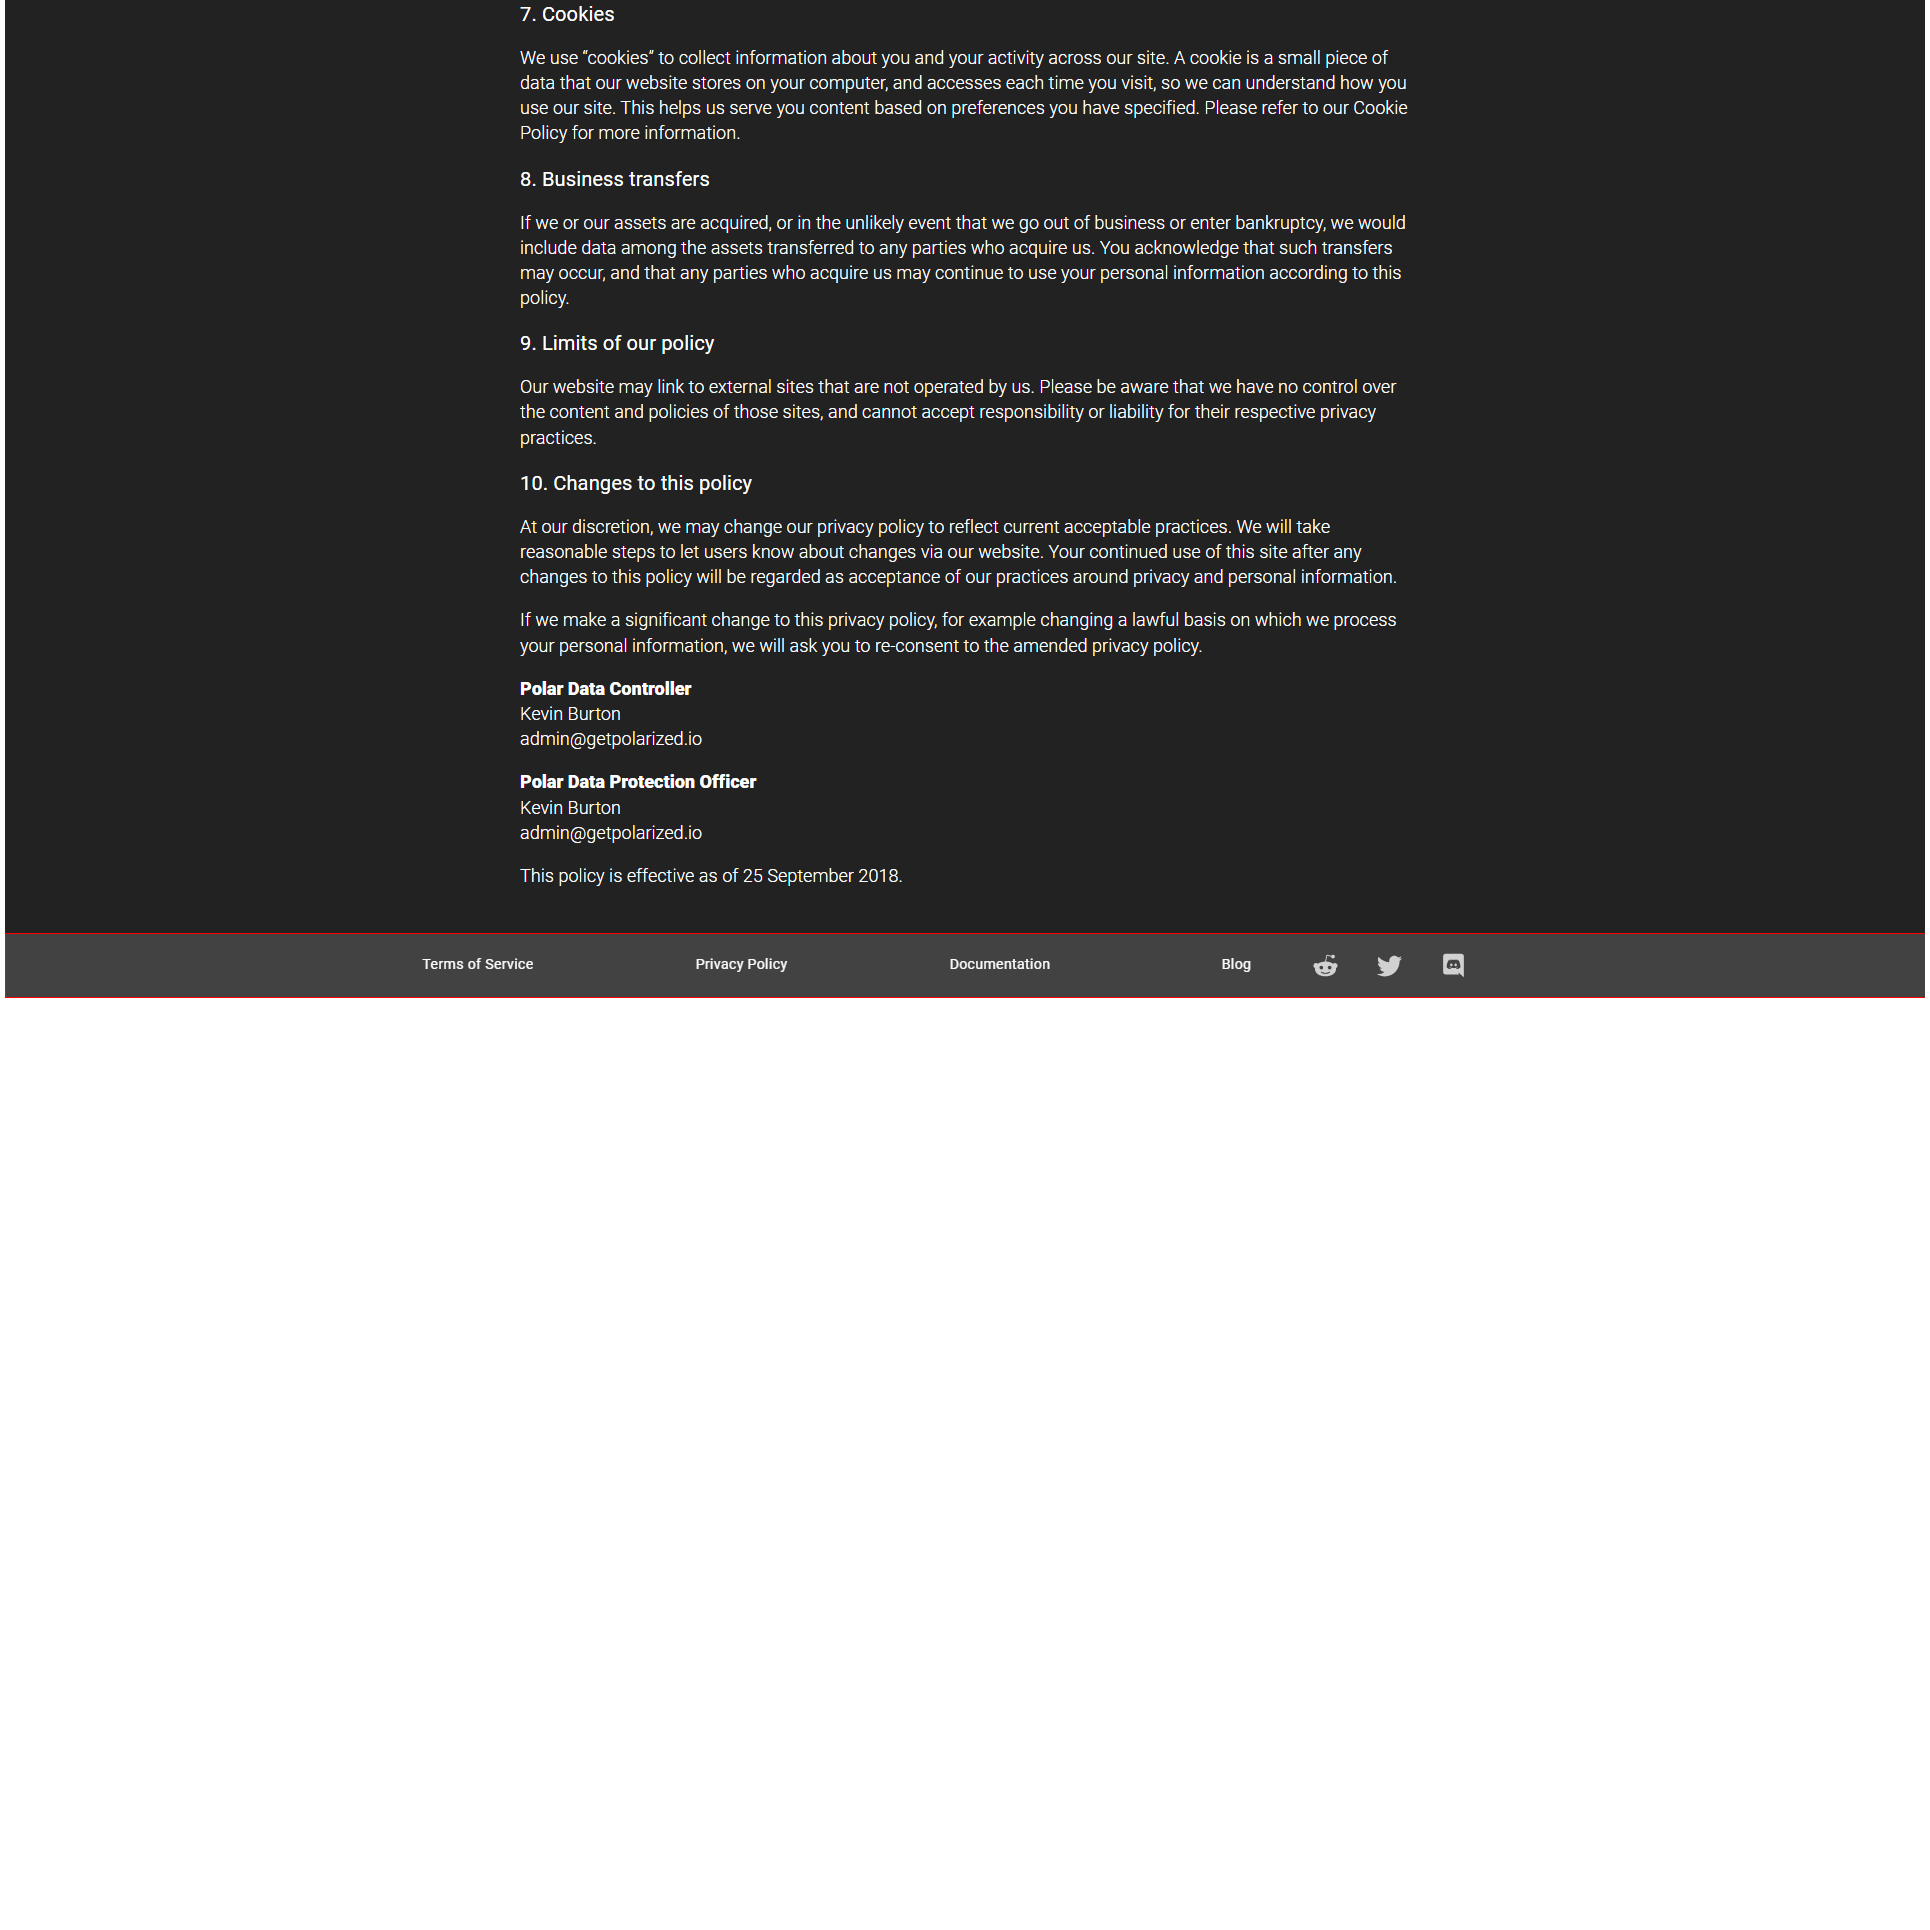 7. Cookies
We use “cookies” to collect information about you and your activity across our site. A cookie is a small piece of
data that our website stores on your computer, and accesses each time you visit, so we can understand how you
use our site. This helps us serve you content based on preferences you have specified. Please refer to our Cookie
Policy for more information.
8. Business transfers
If we or our assets are acquired, or in the unlikely event that we go out of business or enter bankruptcy, we would
include data among the assets transferred to any parties who acquire us. You acknowledge that such transfers
may occur, and that any parties who acquire us may continue to use your personal information according to this
policy.
9. Limits of our policy
Our website may link to external sites that are not operated by us. Please be aware that we have no control over
the content and policies of those sites, and cannot accept responsibility or liability for their respective privacy
practices.
10. Changes to this policy
At our discretion, we may change our privacy policy to reflect current acceptable practices. We will take
reasonable steps to let users know about changes via our website. Your continued use of this site after any
changes to this policy will be regarded as acceptance of our practices around privacy and personal information.
If we make a significant change to this privacy policy, for example changing a lawful basis on which we process
your personal information, we will ask you to re-consent to the amended privacy policy.
Polar Data Controller
Kevin Burton
admin@getpolarized.io
Polar Data Protection Officer
Kevin Burton
admin@getpolarized.io
This policy is effective as of 25 September 2018.
Terms of Service Privacy Policy Documentation Blog